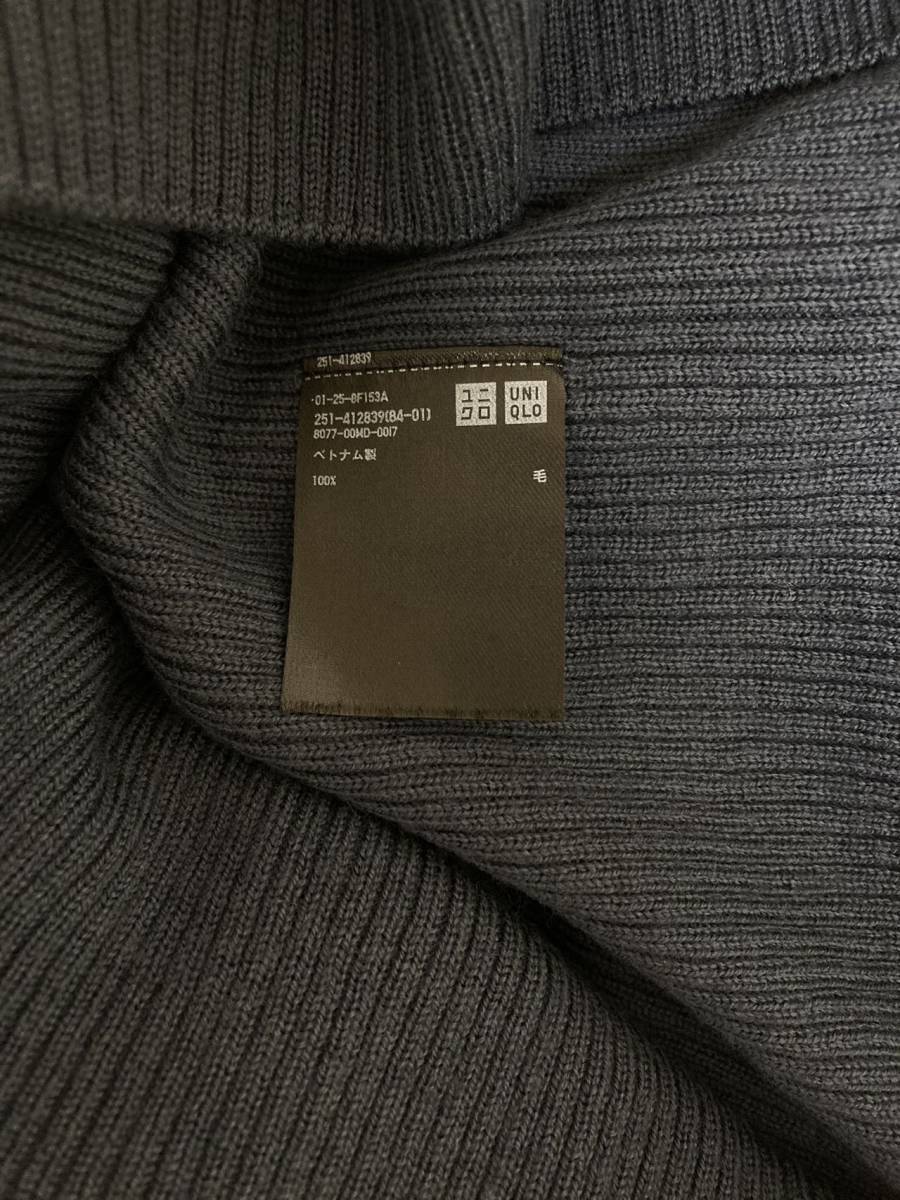 251-412839
·01-25-8F153A
251-412839(84-01)
8077-00MD-0017
ベトナム製
100% 毛
ユニ
クロ
UNI
QLO